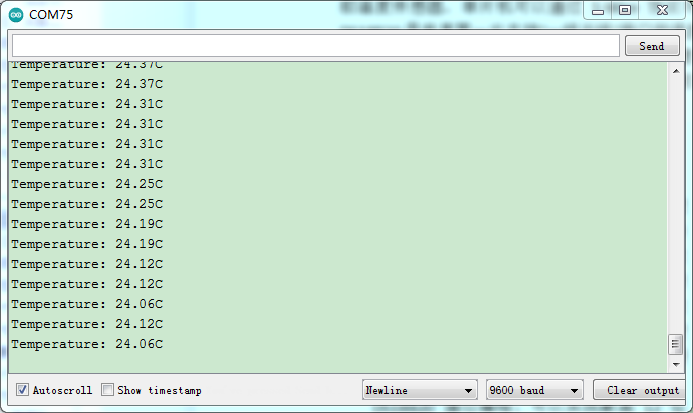 COM75
Send
Temperature: 24.37C
Temperature: 24.37C
Temperature: 24.31C
Temperature: 24.31C
Temperature: 24.31C
Temperature: 24.31C
Temperature: 24.25C
Temperature: 24.25C
Temperature: 24.19C
Temperature: 24.19C
Temperature: 24.12C
Temperature: 24.12C
Temperature: 24.06C
Temperature: 24.12C
Temperature: 24.06C
Autoscroll Show timestamp Newline 9600 baud Clear output